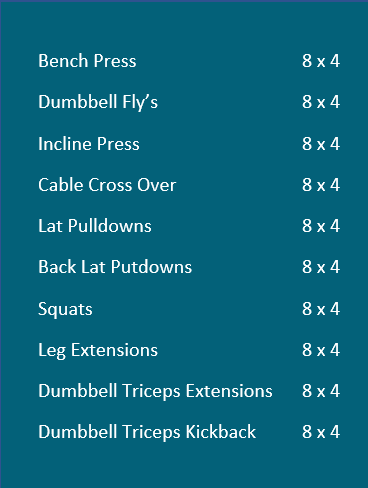 Bench Press 8 x 4
Dumbbell Fly’s 8 x 4
Incline Press 8 x 4
Cable Cross Over 8 x 4
Lat Pulldowns 8 x 4
Back Lat Putdowns 8 x 4
Squats 8 x 4
Leg Extensions 8 x 4
Dumbbell Triceps Extensions 8 x 4
Dumbbell Triceps Kickback 8 x 4